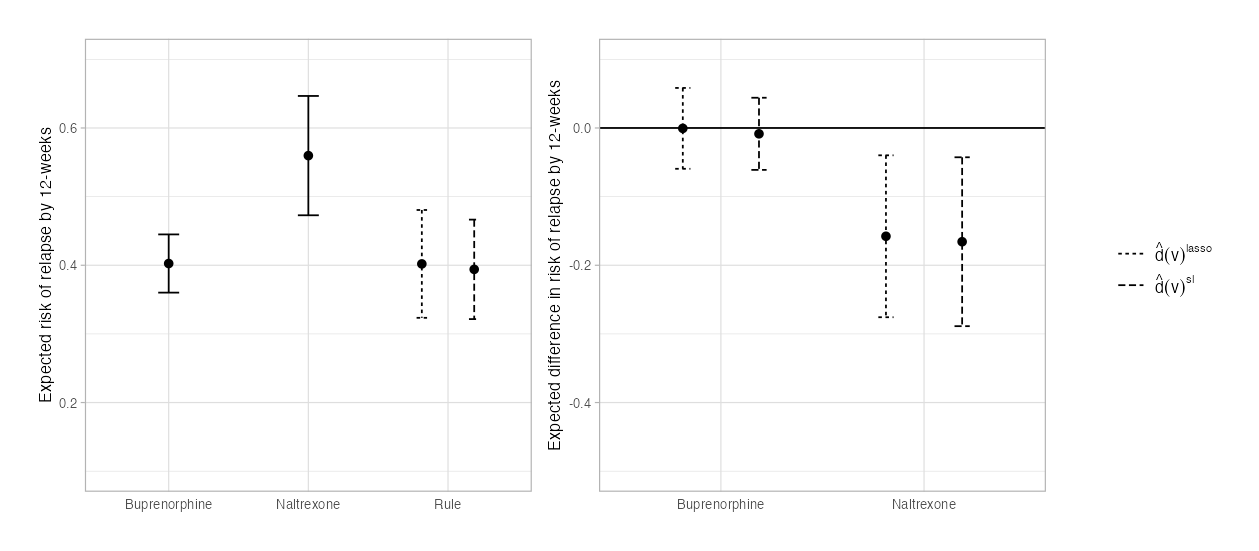 Expected risk of relapse by 12-weeks
0.6
0.4
0.2
Buprenorphine Naltrexone Rule
Expected difference in risk of relapse by 12-weeks
0.0
-0.2
-0.4
Buprenorphine Naltrexone
d̂(v)^lasso
d̂(v)^sl